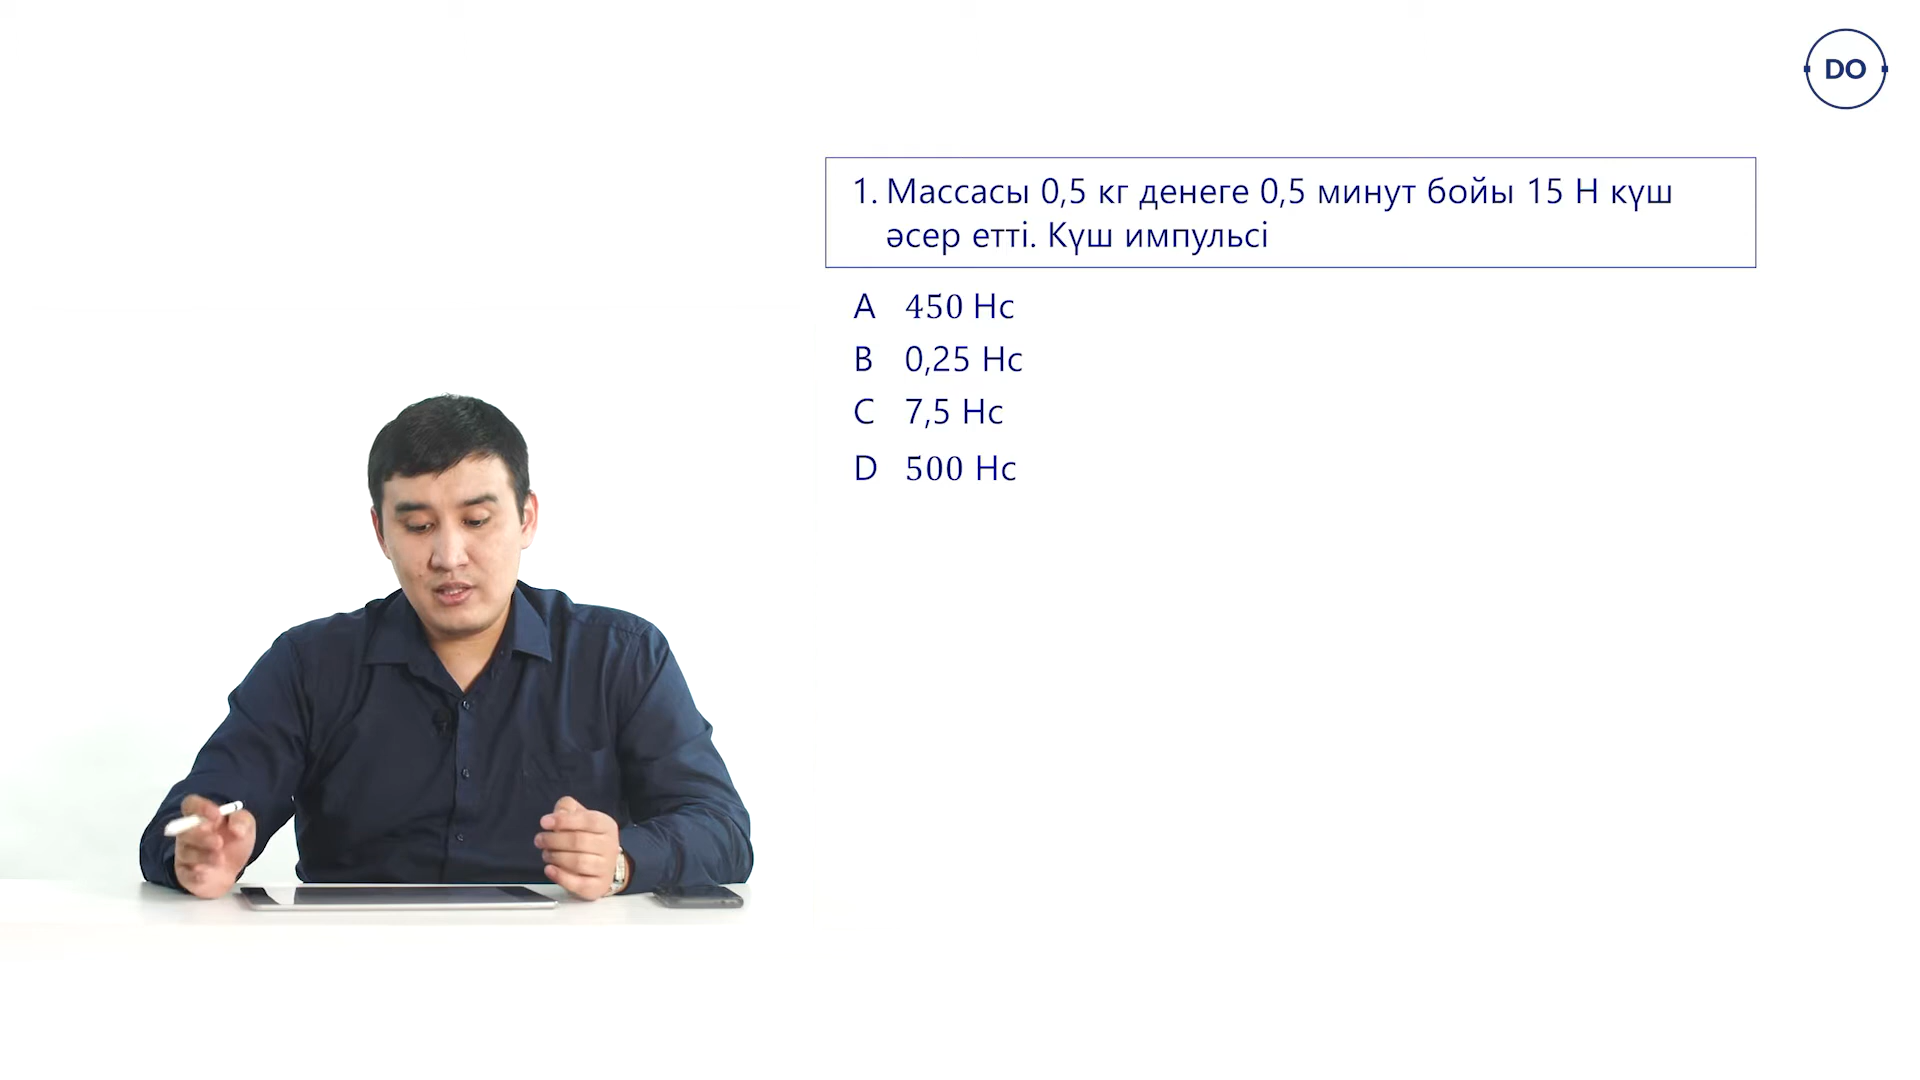 DO
1. Массасы 0,5 кг денеге 0,5 минут бойы 15 Н күш
әсер етті. Күш импульсі
A 450 Нс
B 0,25 Нс
C 7,5 Нс
D 500 Нс